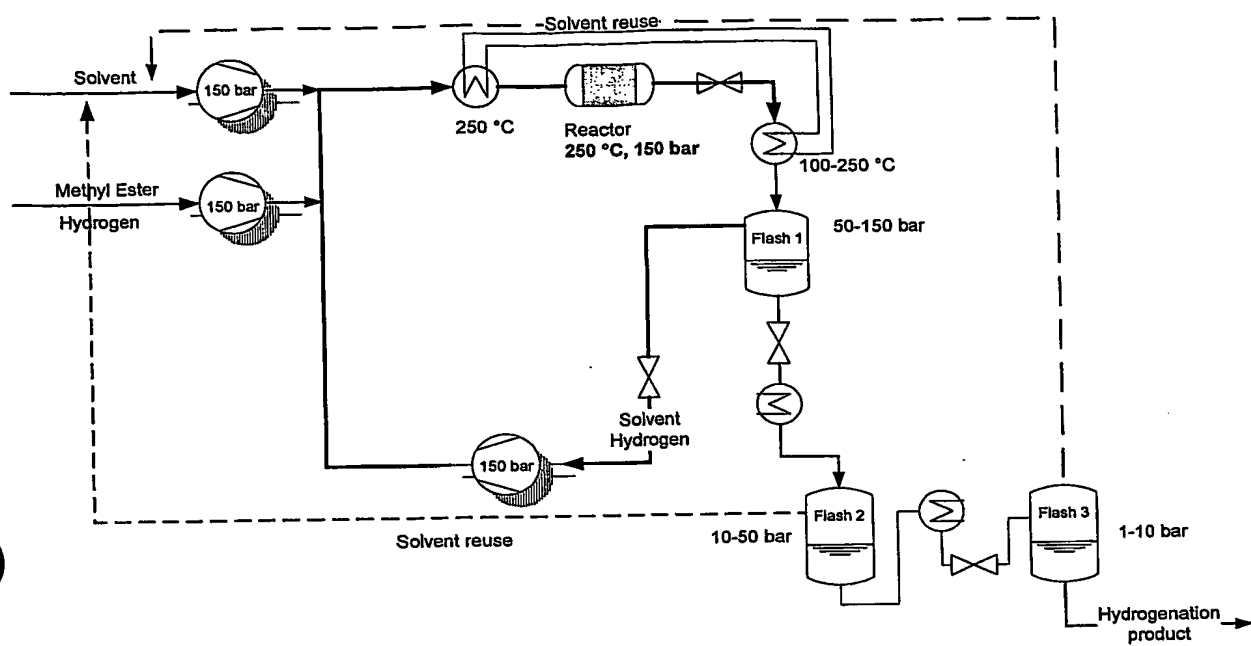 Solvent reuse
Solvent
150 bar
250 °C
Reactor
250 °C, 150 bar
100-250 °C
Methyl Ester
Hydrogen
150 bar
Flash 1
50-150 bar
Solvent
Hydrogen
150 bar
Solvent reuse
Flash 2
10-50 bar
Flash 3
1-10 bar
Hydrogenation
product